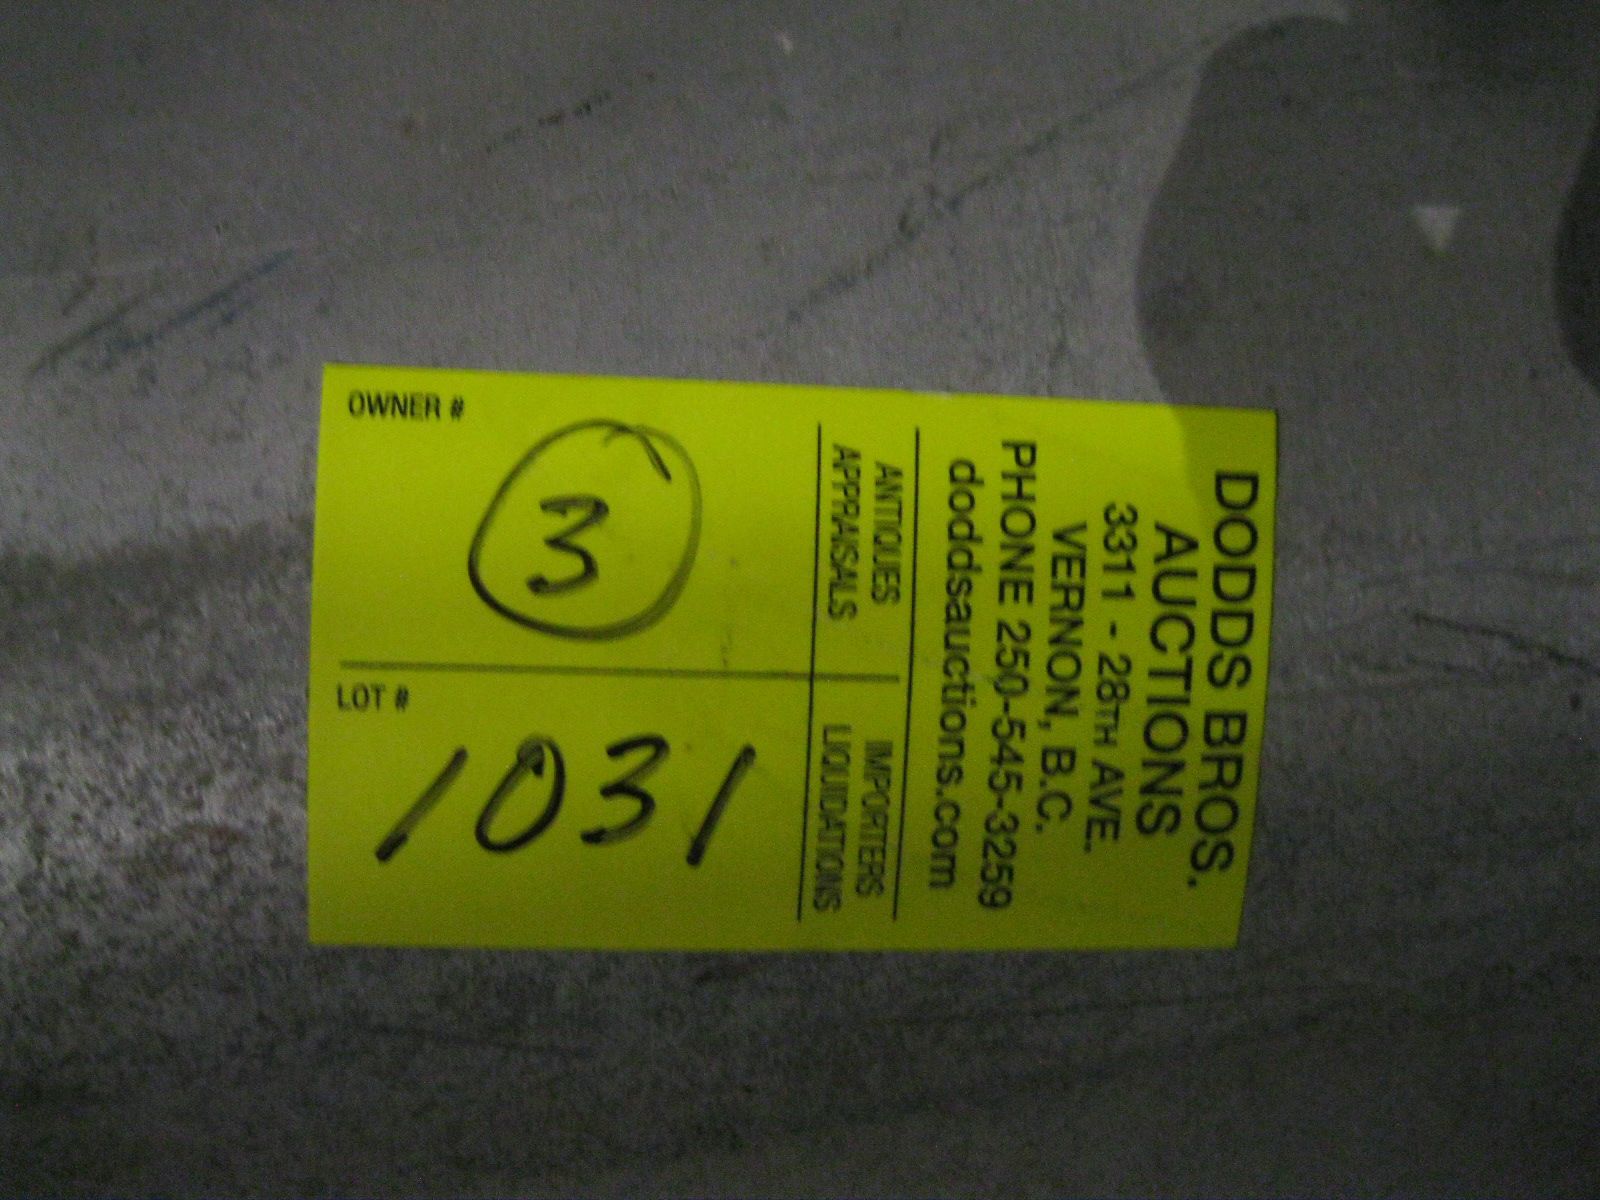 DODDS BROS.
AUCTIONS
3311 - 28TH AVE.
VERNON, B.C.
PHONE 250-545-3259
doddsauctions.com
ANTIQUES IMPORTERS
APPRAISALS LIQUIDATIONS
OWNER #
3
LOT #
1031